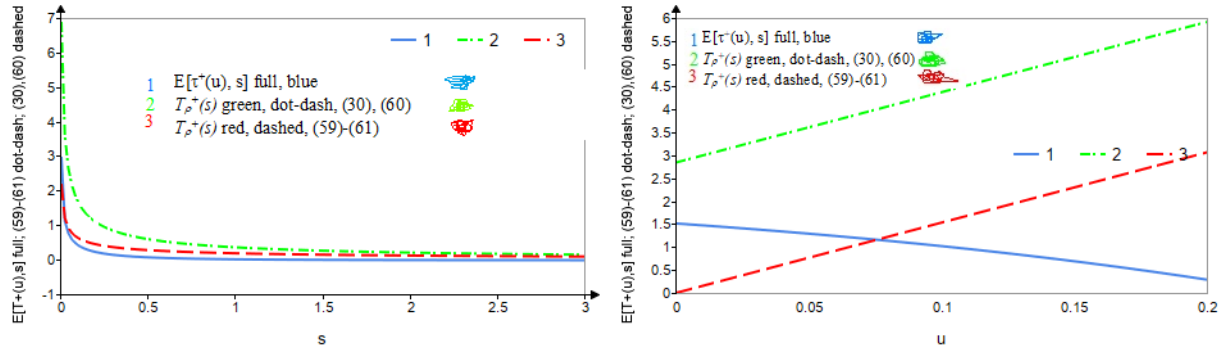 E[T+(u),s] full; (59)-(61) dot-dash; (30),(60) dashed
7
6
5
4
3
2
1
0
-1
0
0.5
1
1.5
2
2.5
3
s
1 2 3
1 E[τ⁺(u), s] full, blue
2 Tρ⁺(s) green, dot-dash, (30), (60)
3 Tρ⁺(s) red, dashed, (59)-(61)
E[T+(u),s] full; (59)-(61) dot-dash; (30),(60) dashed
6
5.5
5
4.5
4
3.5
3
2.5
2
1.5
1
0.5
0
0
0.05
0.1
0.15
0.2
u
1 E[τ⁺(u), s] full, blue
2 Tρ⁺(s) green, dot-dash, (30), (60)
3 Tρ⁺(s) red, dashed, (59)-(61)
1 2 3